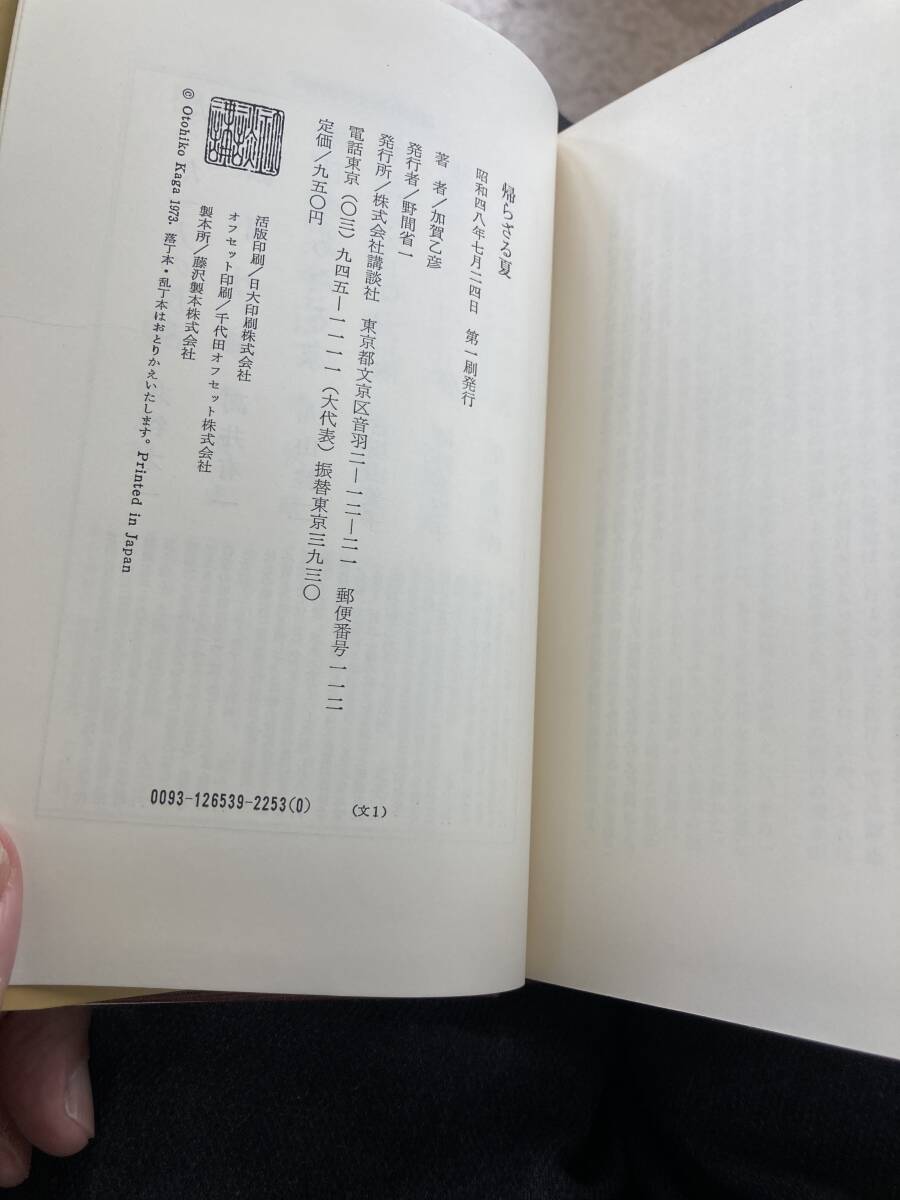 帰らざる夏
昭和四八年七月二四日 第一刷発行
著 者/加賀乙彦
発行者/野間省一
発行所/株式会社講談社 東京都文京区音羽二―一二―二一 郵便番号一一二
電話東京(〇三)九四五―一一一一(大代表)振替東京三九三〇
定価/九五〇円
活版印刷/日大印刷株式会社
オフセット印刷/千代田オフセット株式会社
製本所/藤沢製本株式会社
© Otohiko Kaga 1973. 落丁本・乱丁本はおとりかえいたします。Printed in Japan
0093-126539-2253(0)
(文1)